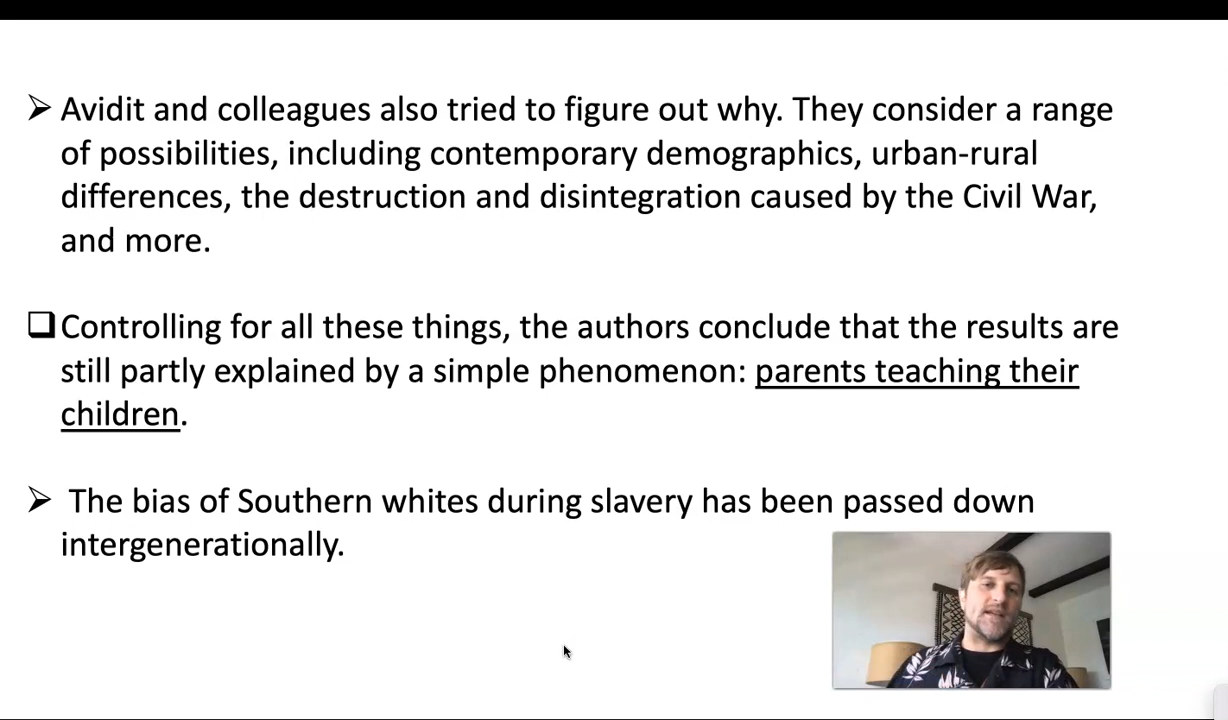 ➢ Avidit and colleagues also tried to figure out why. They consider a range
of possibilities, including contemporary demographics, urban-rural
differences, the destruction and disintegration caused by the Civil War,
and more.
❑ Controlling for all these things, the authors conclude that the results are
still partly explained by a simple phenomenon: parents teaching their
children.
➢ The bias of Southern whites during slavery has been passed down
intergenerationally.